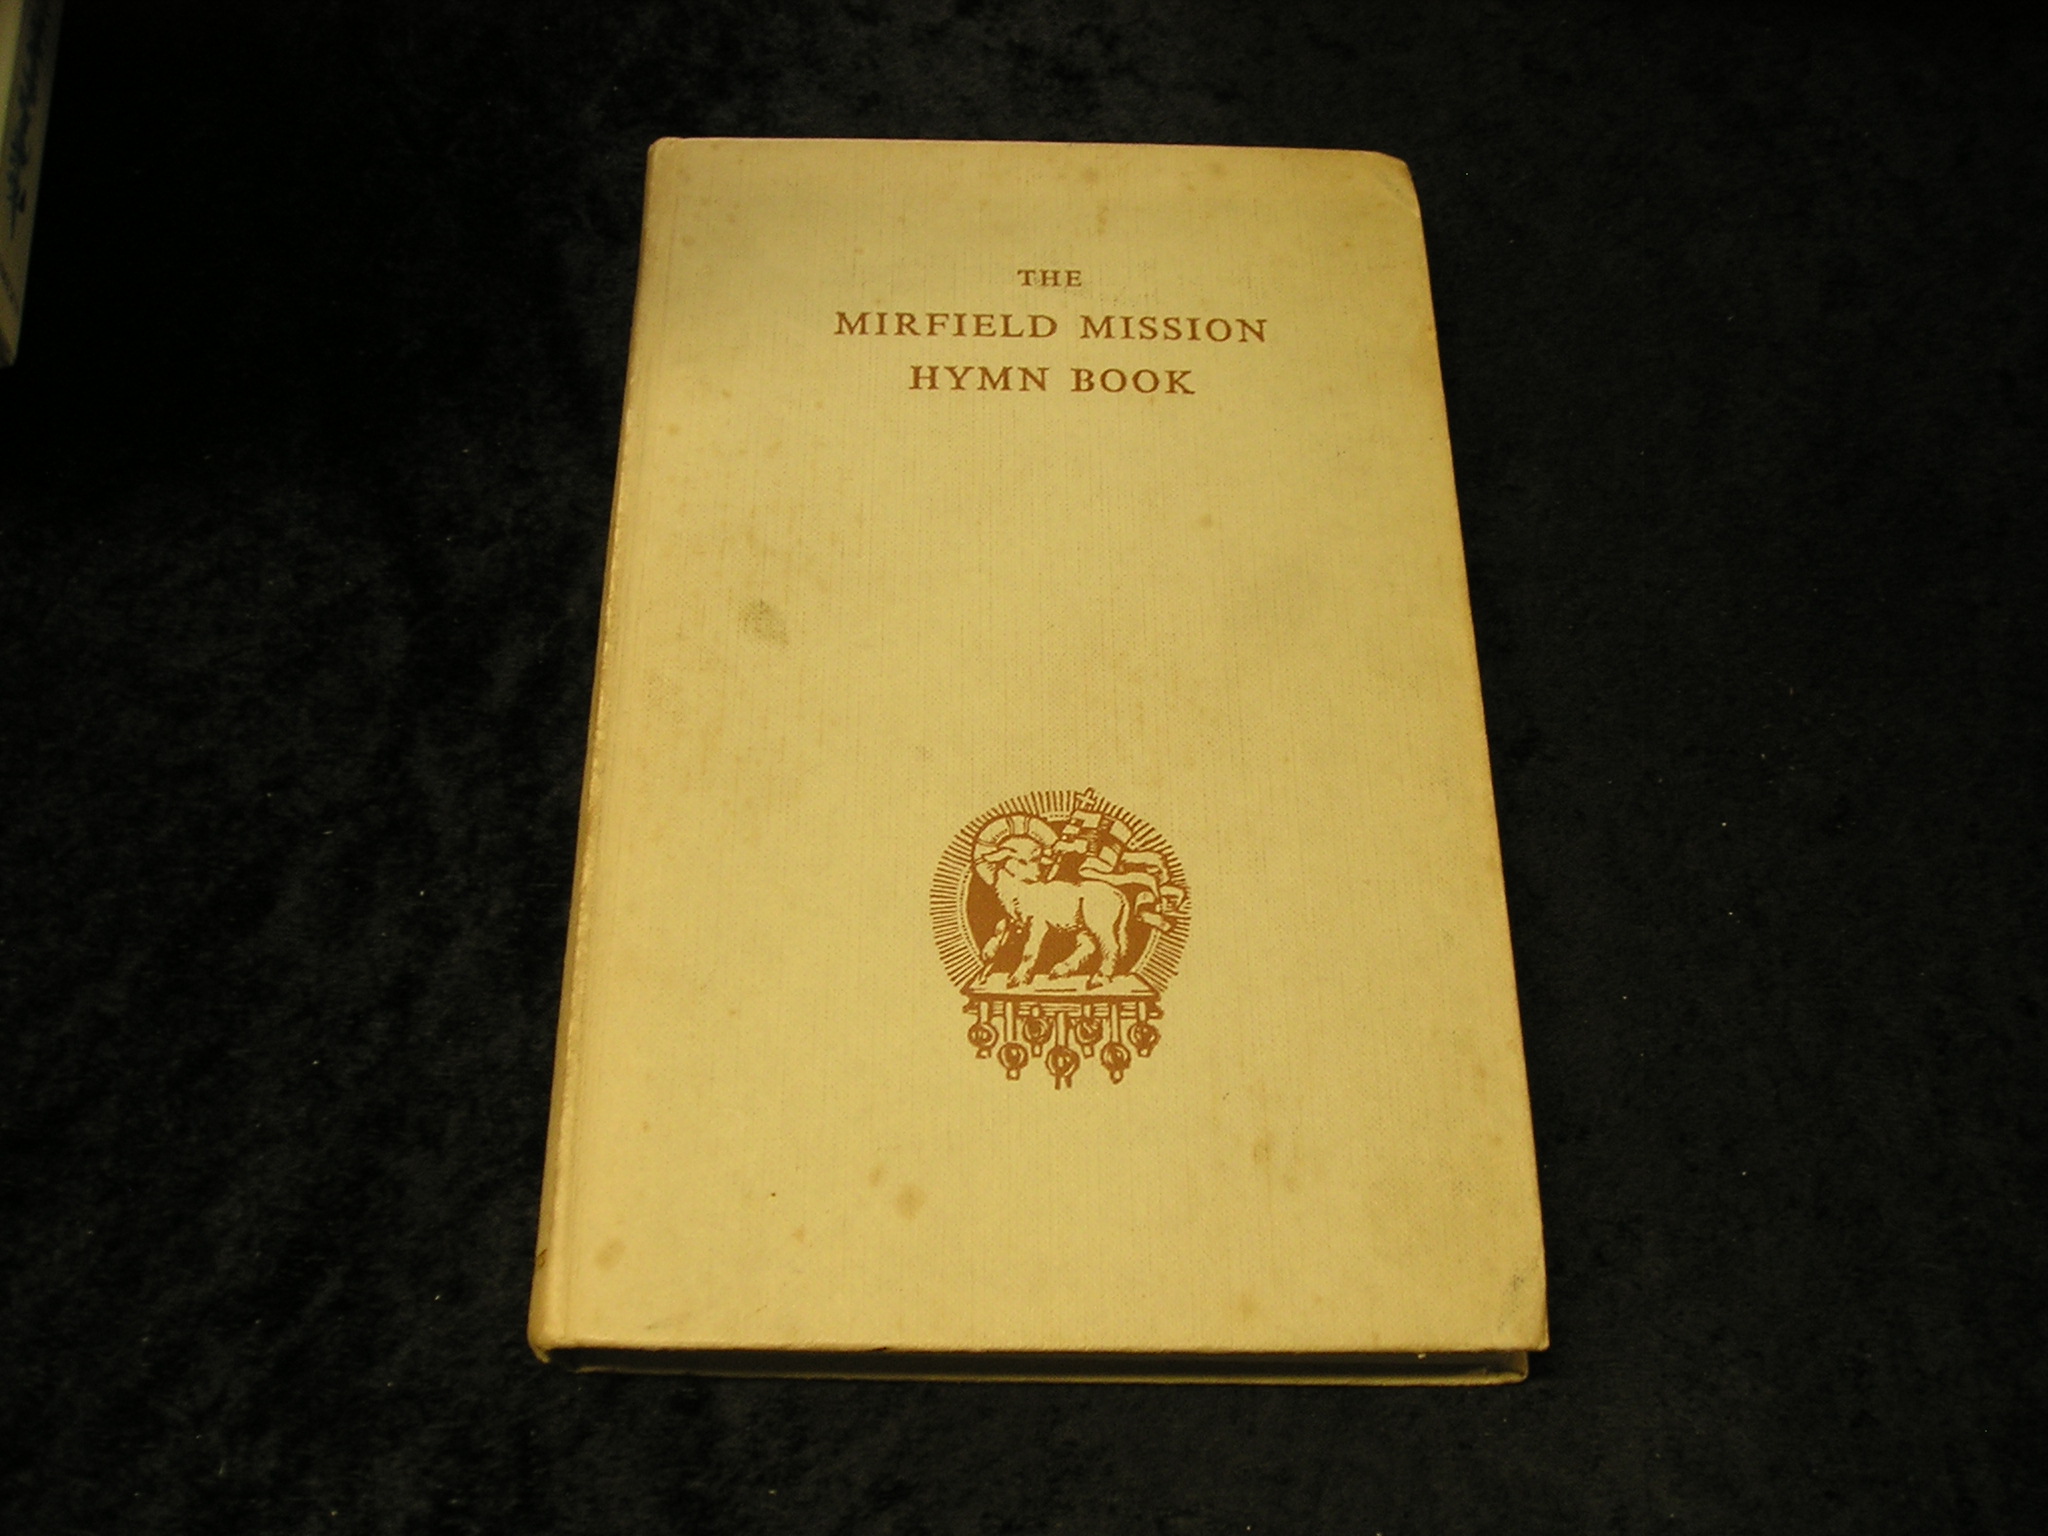 THE
MIRFIELD MISSION
HYMN BOOK